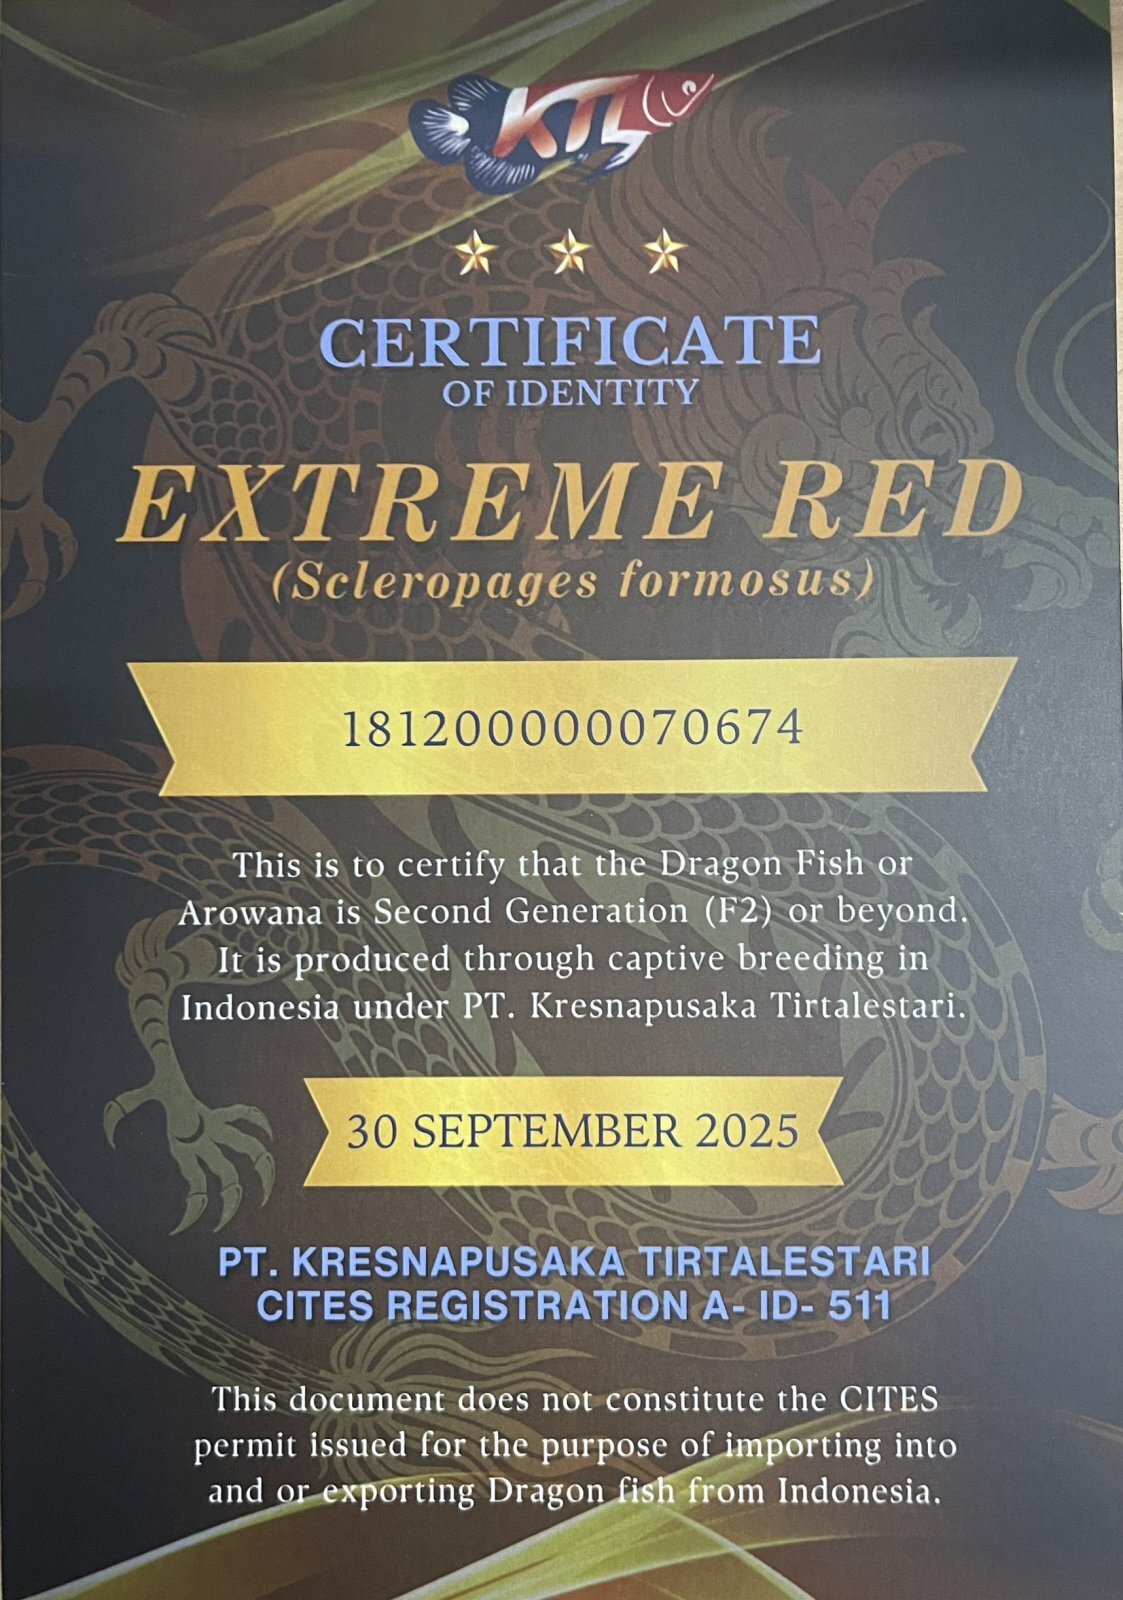 KTL
CERTIFICATE
OF IDENTITY
EXTREME RED
(Scleropages formosus)
181200000070674
This is to certify that the Dragon Fish or
Arowana is Second Generation (F2) or beyond.
It is produced through captive breeding in
Indonesia under PT. Kresnapusaka Tirtalestari.
30 SEPTEMBER 2025
PT. KRESNAPUSAKA TIRTALESTARI
CITES REGISTRATION A- ID- 511
This document does not constitute the CITES
permit issued for the purpose of importing into
and or exporting Dragon fish from Indonesia.